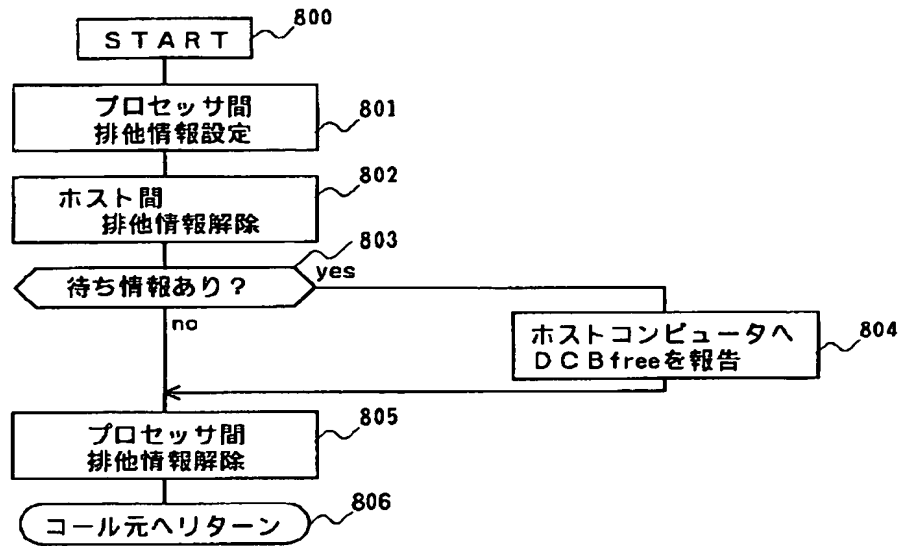 START
800
プロセッサ間
排他情報設定
801
ホスト間
排他情報解除
802
待ち情報あり？
803
yes
no
ホストコンピュータへ
ＤＣＢfreeを報告
804
プロセッサ間
排他情報解除
805
コール元へリターン
806